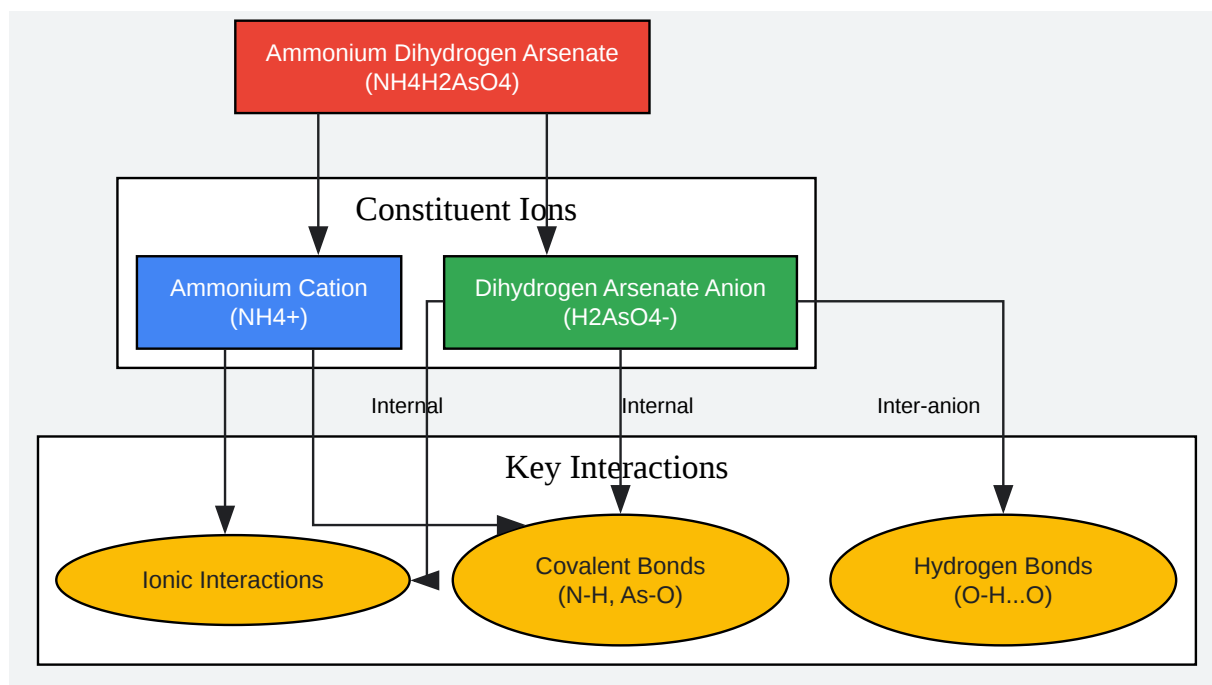 Ammonium Dihydrogen Arsenate
(NH4H2AsO4)
Constituent Ions
Ammonium Cation
(NH4+)
Dihydrogen Arsenate Anion
(H2AsO4-)
Internal
Internal
Inter-anion
Key Interactions
Ionic Interactions
Covalent Bonds
(N-H, As-O)
Hydrogen Bonds
(O-H...O)